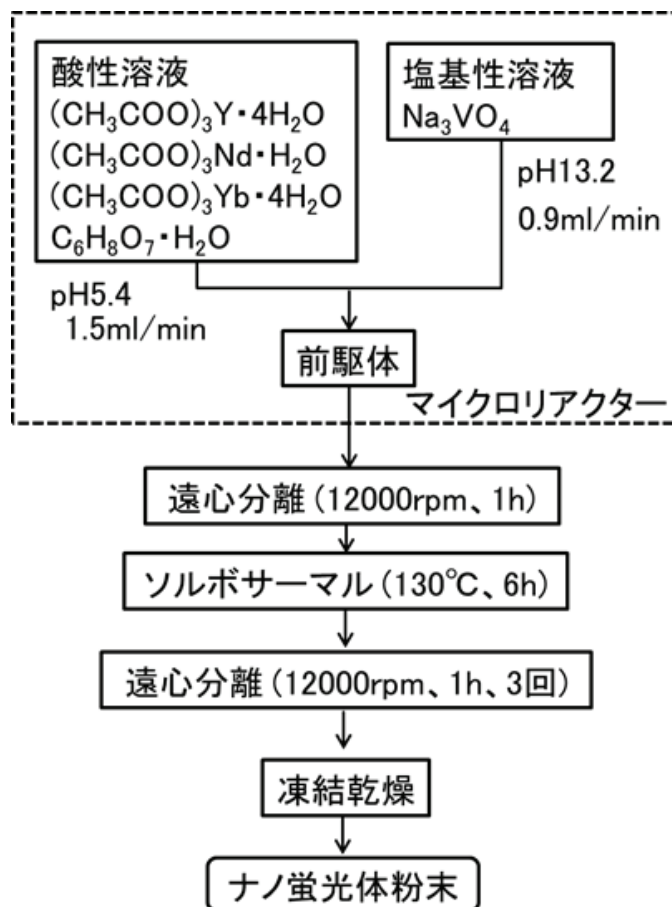 酸性溶液
(CH₃COO)₃Y・4H₂O
(CH₃COO)₃Nd・H₂O
(CH₃COO)₃Yb・4H₂O
C₆H₈O₇・H₂O
塩基性溶液
Na₃VO₄
pH13.2
0.9ml/min
pH5.4
1.5ml/min
前駆体
マイクロリアクター
遠心分離(12000rpm、1h)
ソルボサーマル(130℃、6h)
遠心分離(12000rpm、1h、3回)
凍結乾燥
ナノ蛍光体粉末